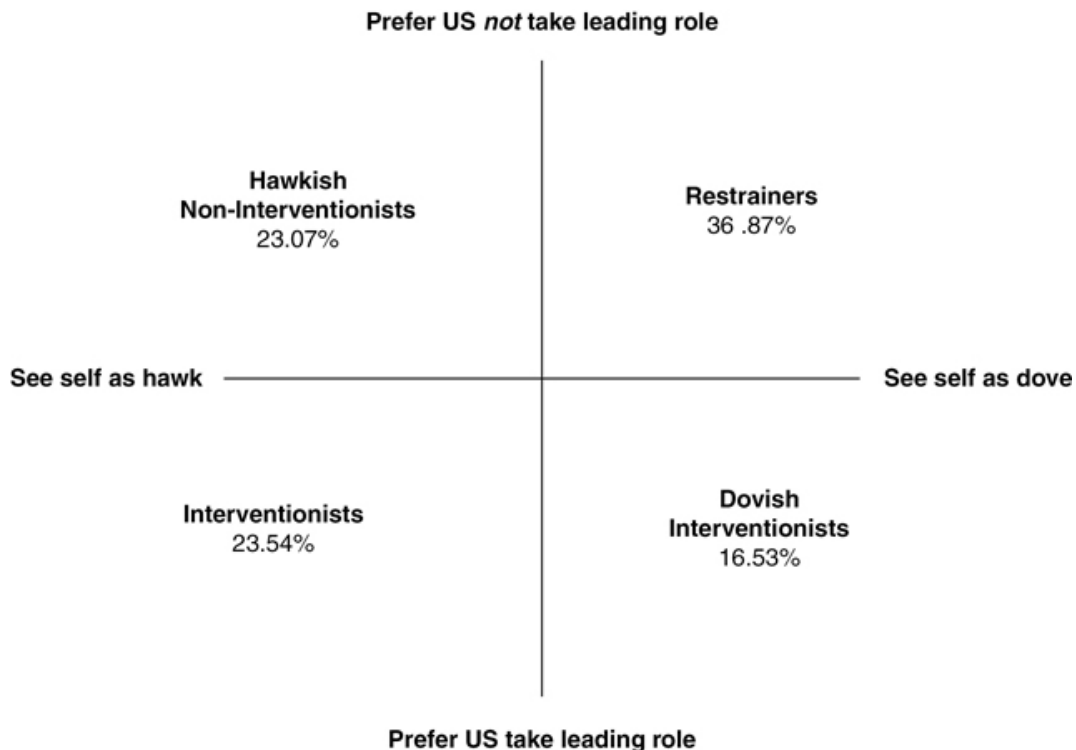 Prefer US not take leading role
Hawkish
Non-Interventionists
23.07%
Restrainers
36 .87%
See self as hawk
See self as dove
Interventionists
23.54%
Dovish
Interventionists
16.53%
Prefer US take leading role